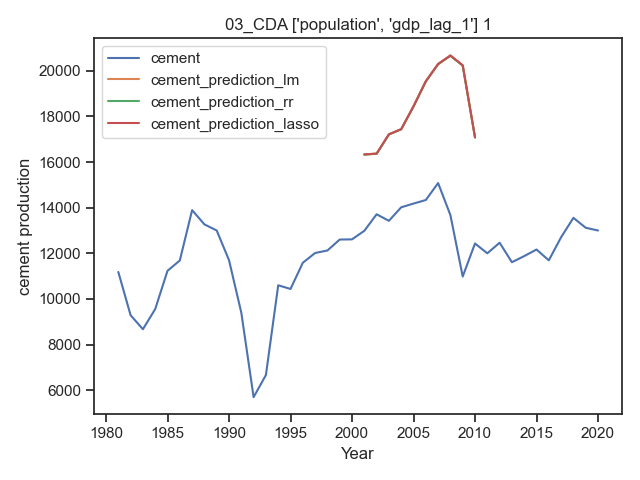 03_CDA ['population', 'gdp_lag_1'] 1
cement
cement_prediction_lm
cement_prediction_rr
cement_prediction_lasso
cement production
20000
18000
16000
14000
12000
10000
8000
6000
1980 1985 1990 1995 2000 2005 2010 2015 2020
Year